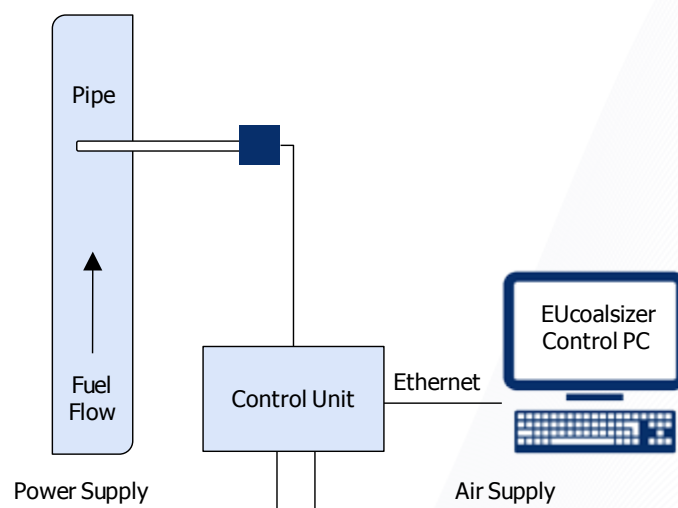 Pipe
Fuel
Flow
Control Unit
Ethernet
EUcoalsizer
Control PC
Power Supply
Air Supply